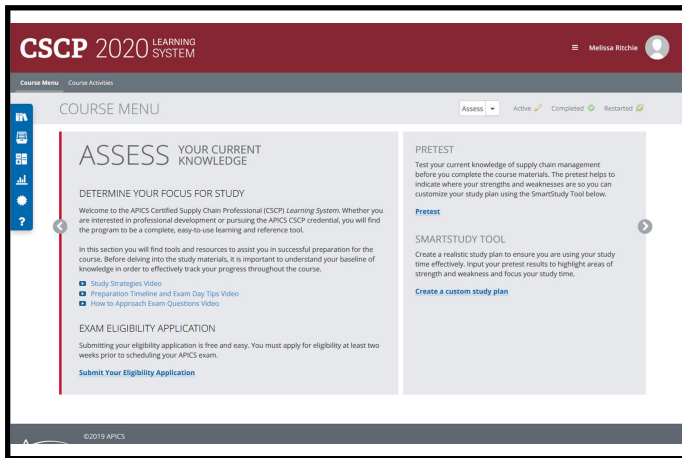 CSCP 2020 LEARNING SYSTEM
Melissa Ritchie
Course Menu Course Activities
COURSE MENU
Assess
Active
Completed
Restarted
ASSESS YOUR CURRENT KNOWLEDGE
DETERMINE YOUR FOCUS FOR STUDY
Welcome to the APICS Certified Supply Chain Professional (CSCP) Learning System. Whether you
are interested in professional development or pursuing the APICS CSCP credential, you will find
the program to be a complete, easy-to-use learning and reference tool.
In this section you will find tools and resources to assist you in successful preparation for the
course. Before delving into the study materials, it is important to understand your baseline of
knowledge in order to effectively track your progress throughout the course.
Study Strategies Video
Preparation Timeline and Exam Day Tips Video
How to Approach Exam Questions Video
EXAM ELIGIBILITY APPLICATION
Submitting your eligibility application is free and easy. You must apply for eligibility at least two
weeks prior to scheduling your APICS exam.
Submit Your Eligibility Application
PRETEST
Test your current knowledge of supply chain management
before you complete the course materials. The pretest helps to
indicate where your strengths and weaknesses are so you can
customize your study plan using the SmartStudy Tool below.
Pretest
SMARTSTUDY TOOL
Create a realistic study plan to ensure you are using your study
time effectively. Input your pretest results to highlight areas of
strength and weakness and focus your study time.
Create a custom study plan
?
©2019 APICS